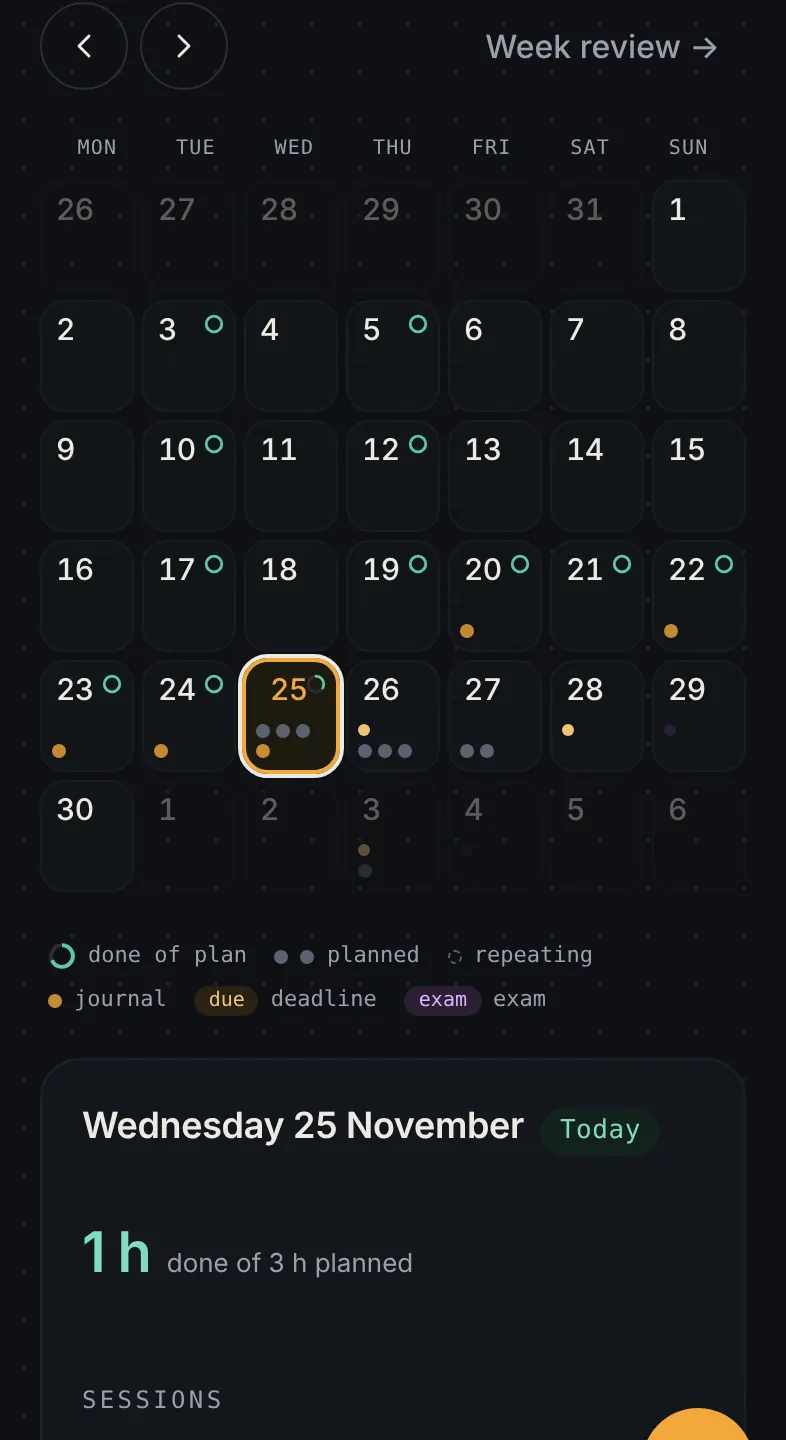 Week review →
MON TUE WED THU FRI SAT SUN
26 27 28 29 30 31 1
2 3 4 5 6 7 8
9 10 11 12 13 14 15
16 17 18 19 20 21 22
23 24 25 26 27 28 29
30 1 2 3 4 5 6
done of plan planned repeating
journal due deadline exam exam
Wednesday 25 November Today
1 h done of 3 h planned
SESSIONS